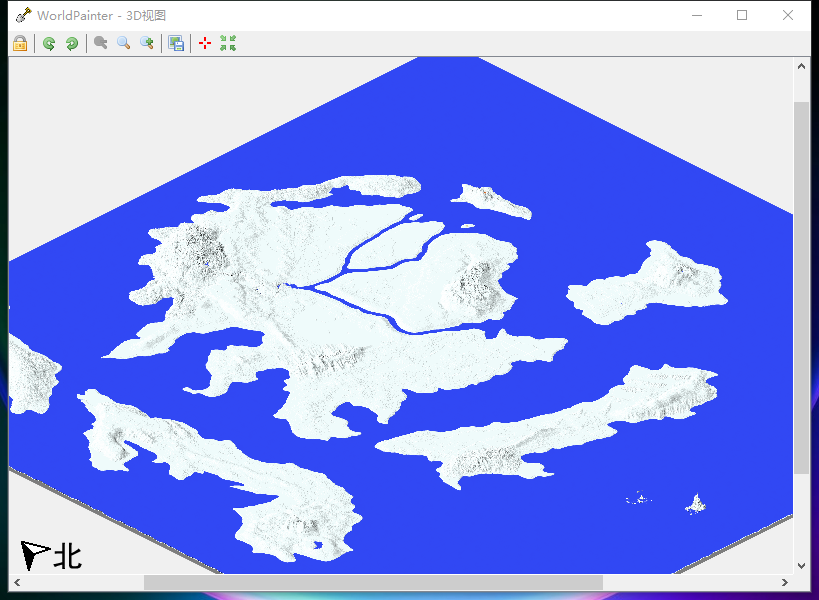 WorldPainter - 3D视图
北